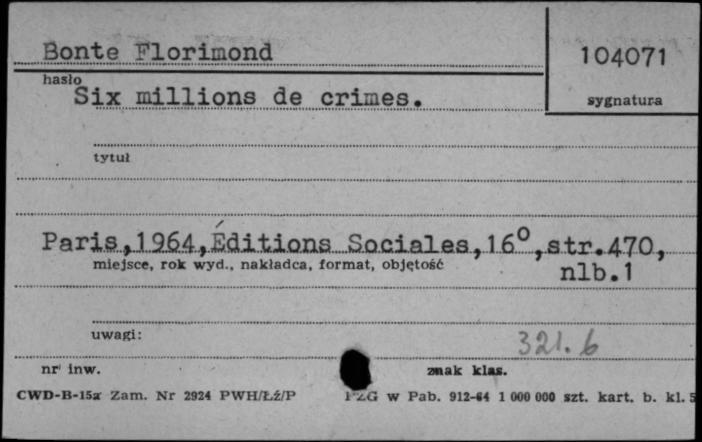 Bonte Florimond
104071
hasło
sygnatura
Six millions de crimes.
tytuł
Paris,1964,Éditions Sociales,16⁰,str.470,
miejsce, rok wyd., nakładca, format, objętość
nlb.1
uwagi:
321.6
nr inw.
znak klas.
CWD-B-15a Zam. Nr 2924 PWH/Łź/P
PZG w Pab. 912-64 1 000 000 szt. kart. b. kl. 5